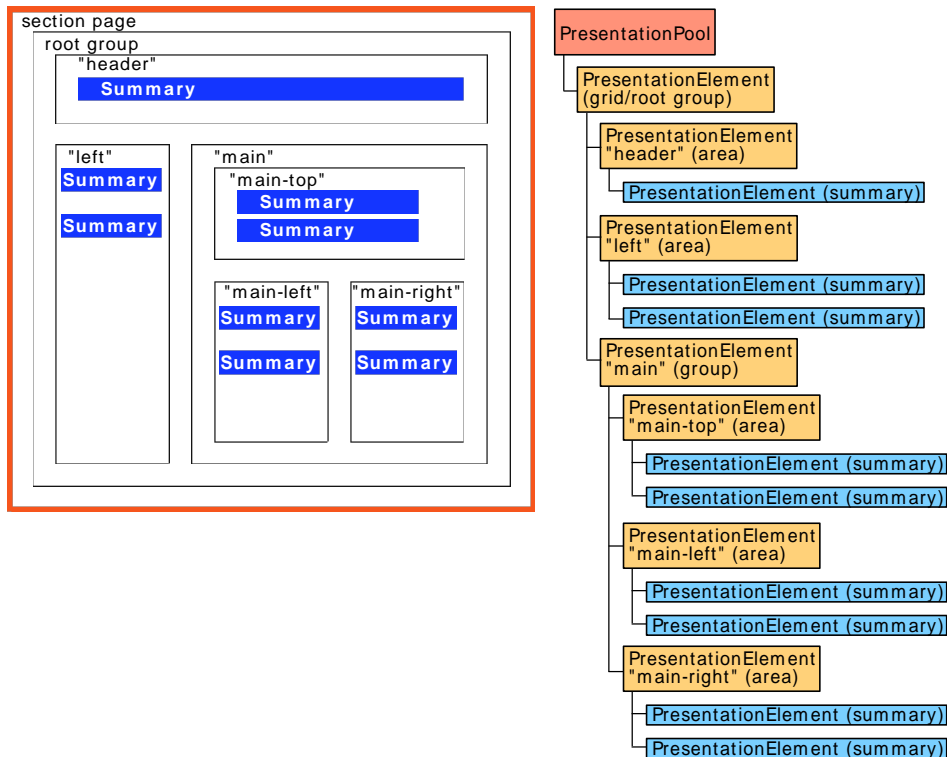 section page
root group
"header"
Summary
"left"
Summary
Summary
"main"
"main-top"
Summary
Summary
"main-left"
Summary
Summary
"main-right"
Summary
Summary
PresentationPool
PresentationElement
(grid/root group)
PresentationElement
"header" (area)
PresentationElement (summary)
PresentationElement
"left" (area)
PresentationElement (summary)
PresentationElement (summary)
PresentationElement
"main" (group)
PresentationElement
"main-top" (area)
PresentationElement (summary)
PresentationElement (summary)
PresentationElement
"main-left" (area)
PresentationElement (summary)
PresentationElement (summary)
PresentationElement
"main-right" (area)
PresentationElement (summary)
PresentationElement (summary)